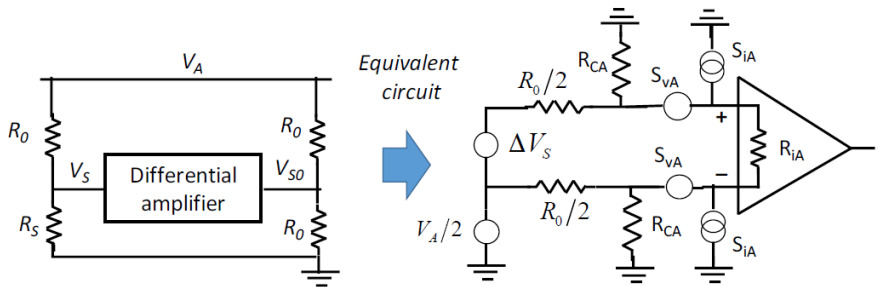 V_A
R_0
R_0
V_S
Differential
amplifier
V_S0
R_S
R_0
Equivalent
circuit
R_0/2
R_CA
S_vA
S_iA
+
ΔV_S
S_vA
R_iA
−
R_0/2
V_A/2
R_CA
S_iA